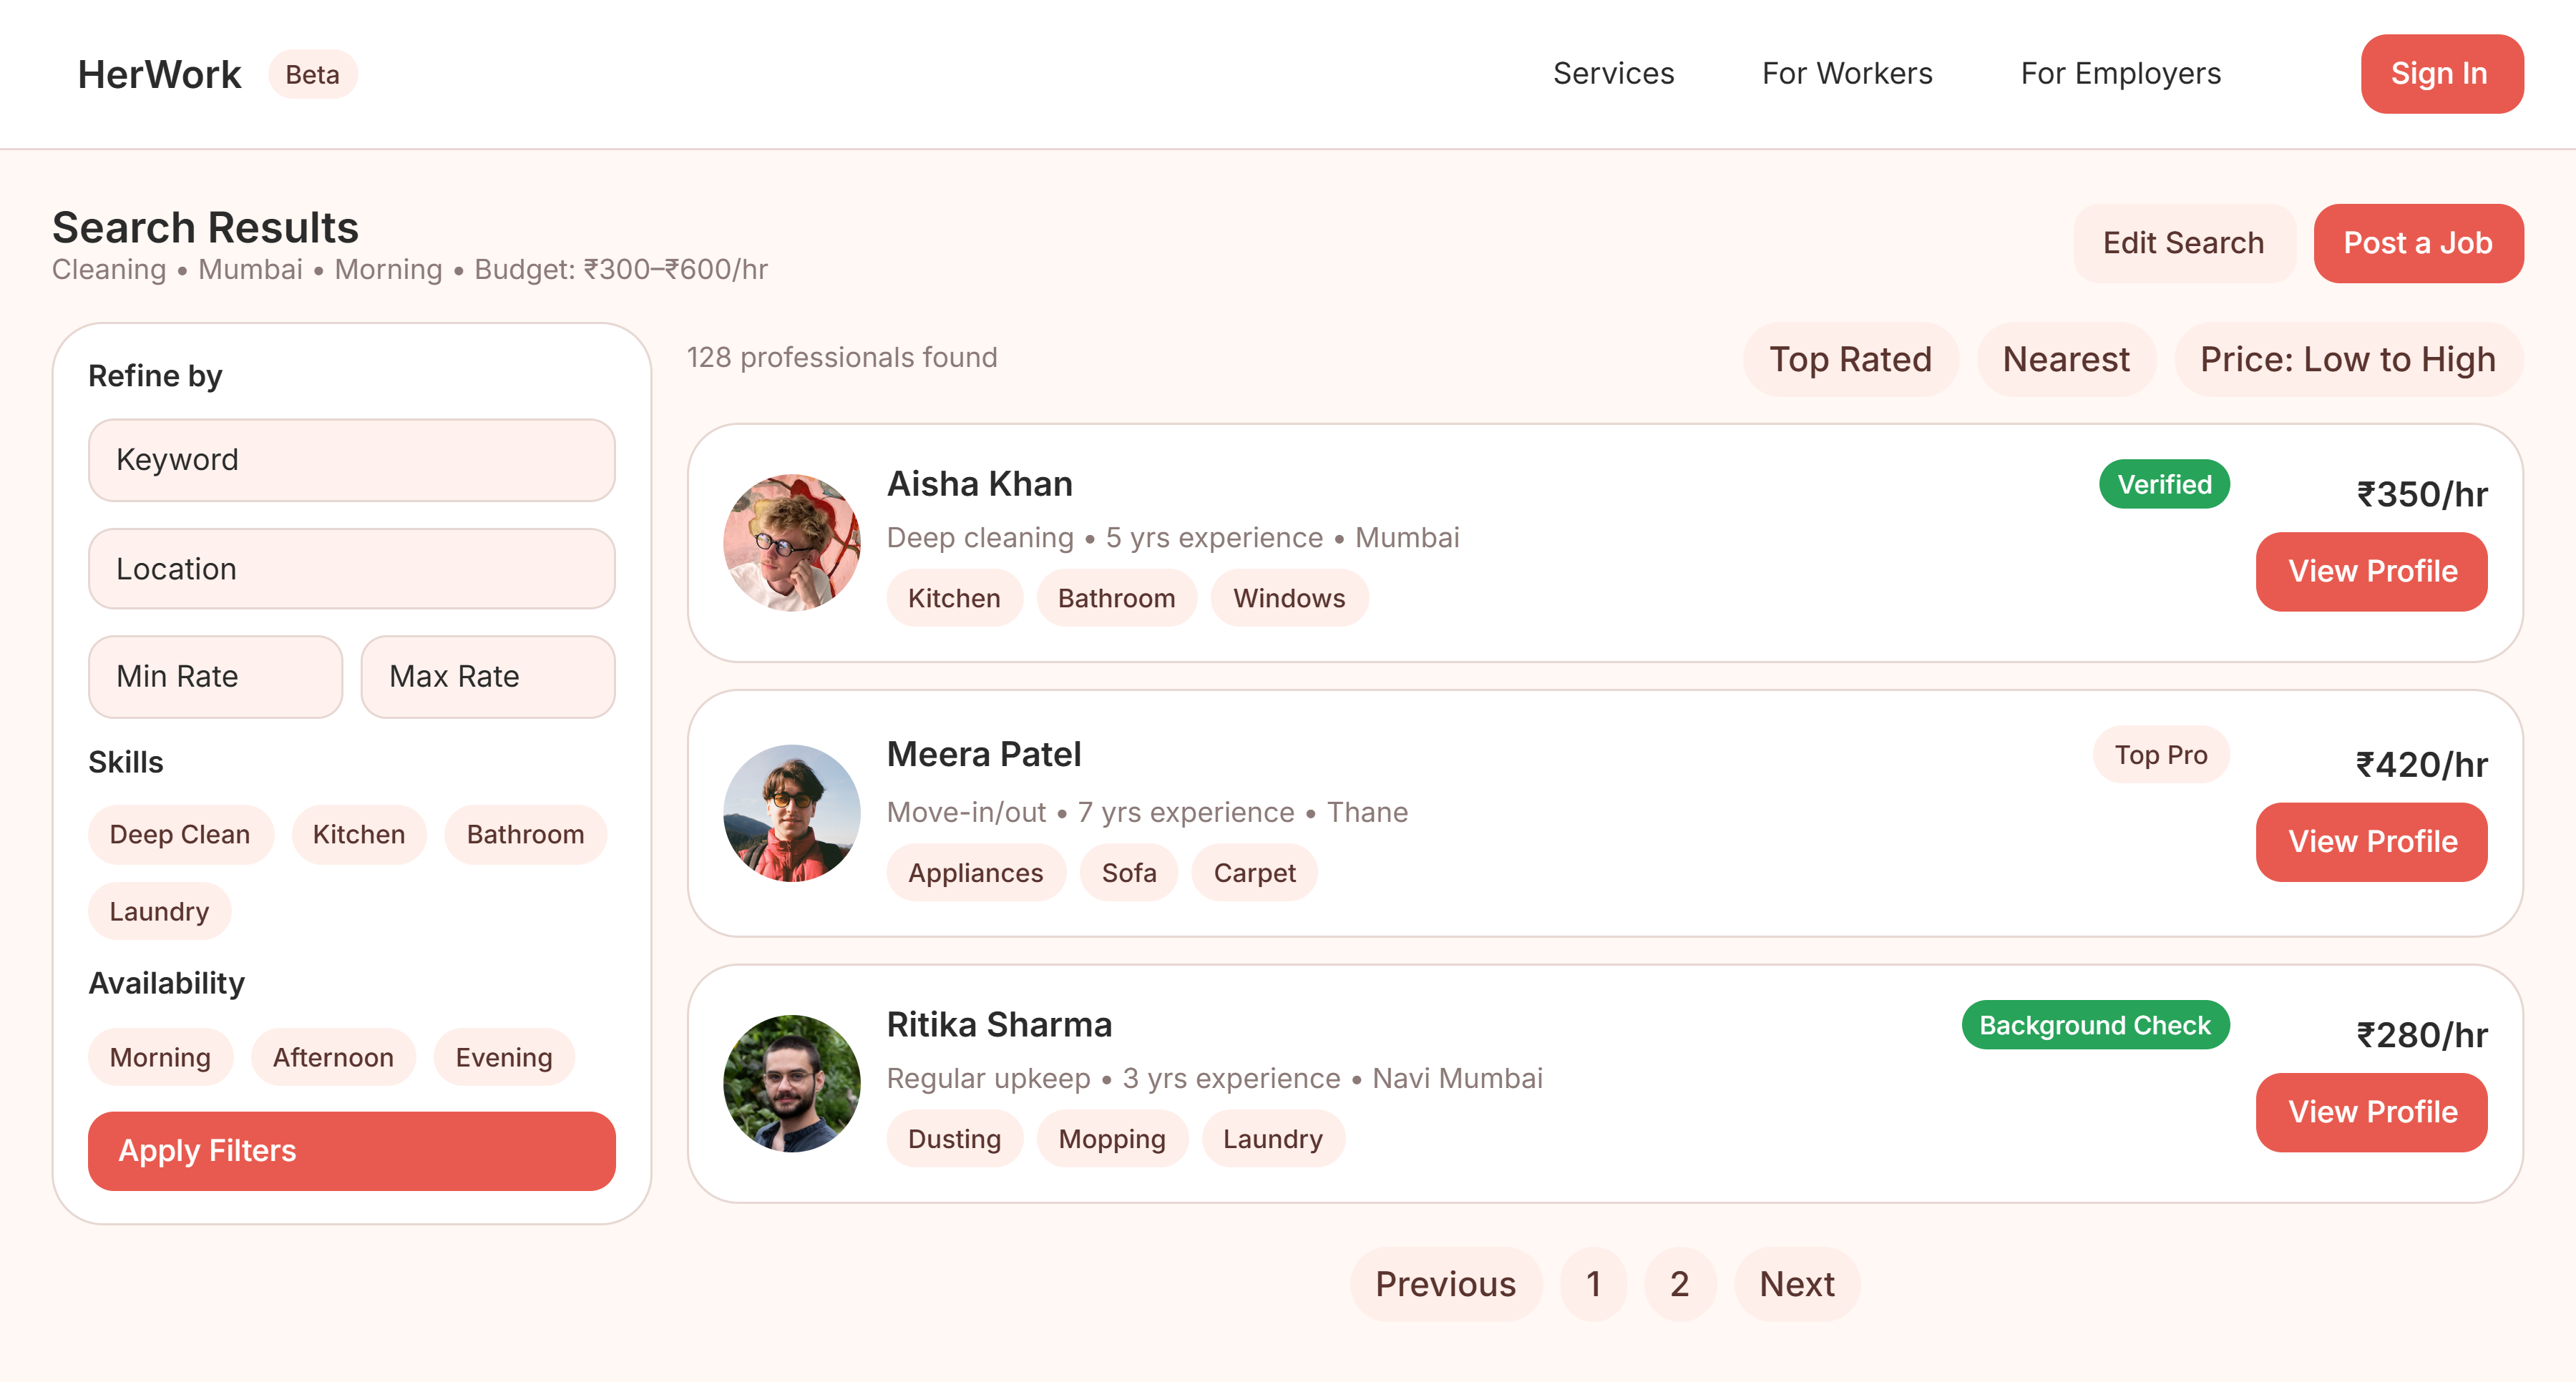 HerWork Beta Services For Workers For Employers Sign In
Search Results
Cleaning • Mumbai • Morning • Budget: ₹300–₹600/hr
Edit Search Post a Job
Refine by
Keyword
Location
Min Rate Max Rate
Skills
Deep Clean Kitchen Bathroom
Laundry
Availability
Morning Afternoon Evening
Apply Filters
128 professionals found
Top Rated Nearest Price: Low to High
Aisha Khan
Deep cleaning • 5 yrs experience • Mumbai
Kitchen Bathroom Windows
Verified
₹350/hr
View Profile
Meera Patel
Move-in/out • 7 yrs experience • Thane
Appliances Sofa Carpet
Top Pro
₹420/hr
View Profile
Ritika Sharma
Regular upkeep • 3 yrs experience • Navi Mumbai
Dusting Mopping Laundry
Background Check
₹280/hr
View Profile
Previous 1 2 Next